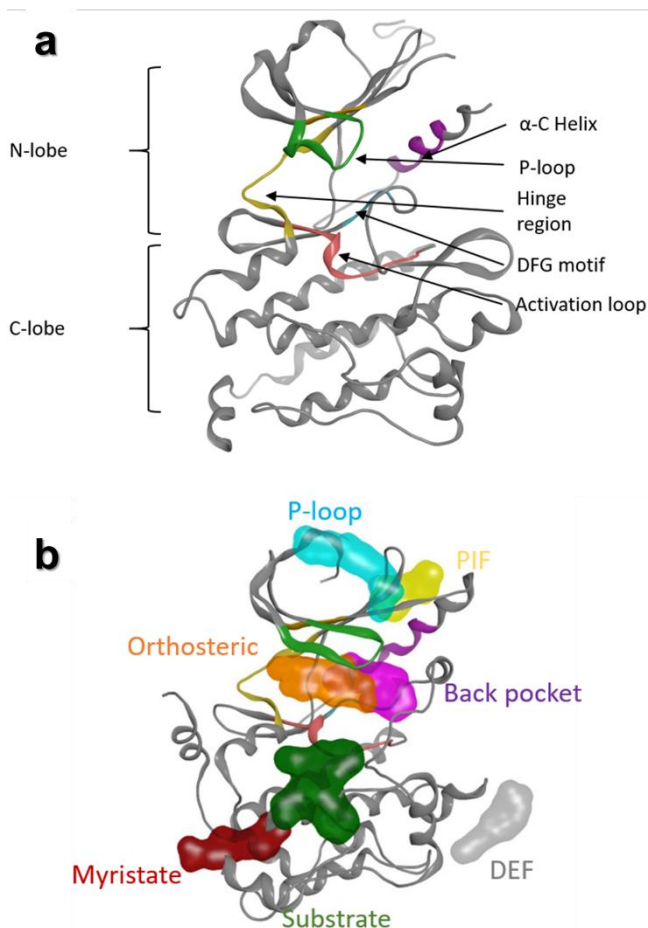 a
N-lobe
C-lobe
α-C Helix
P-loop
Hinge
region
DFG motif
Activation loop
b
P-loop
PIF
Orthosteric
Back pocket
Myristate
DEF
Substrate